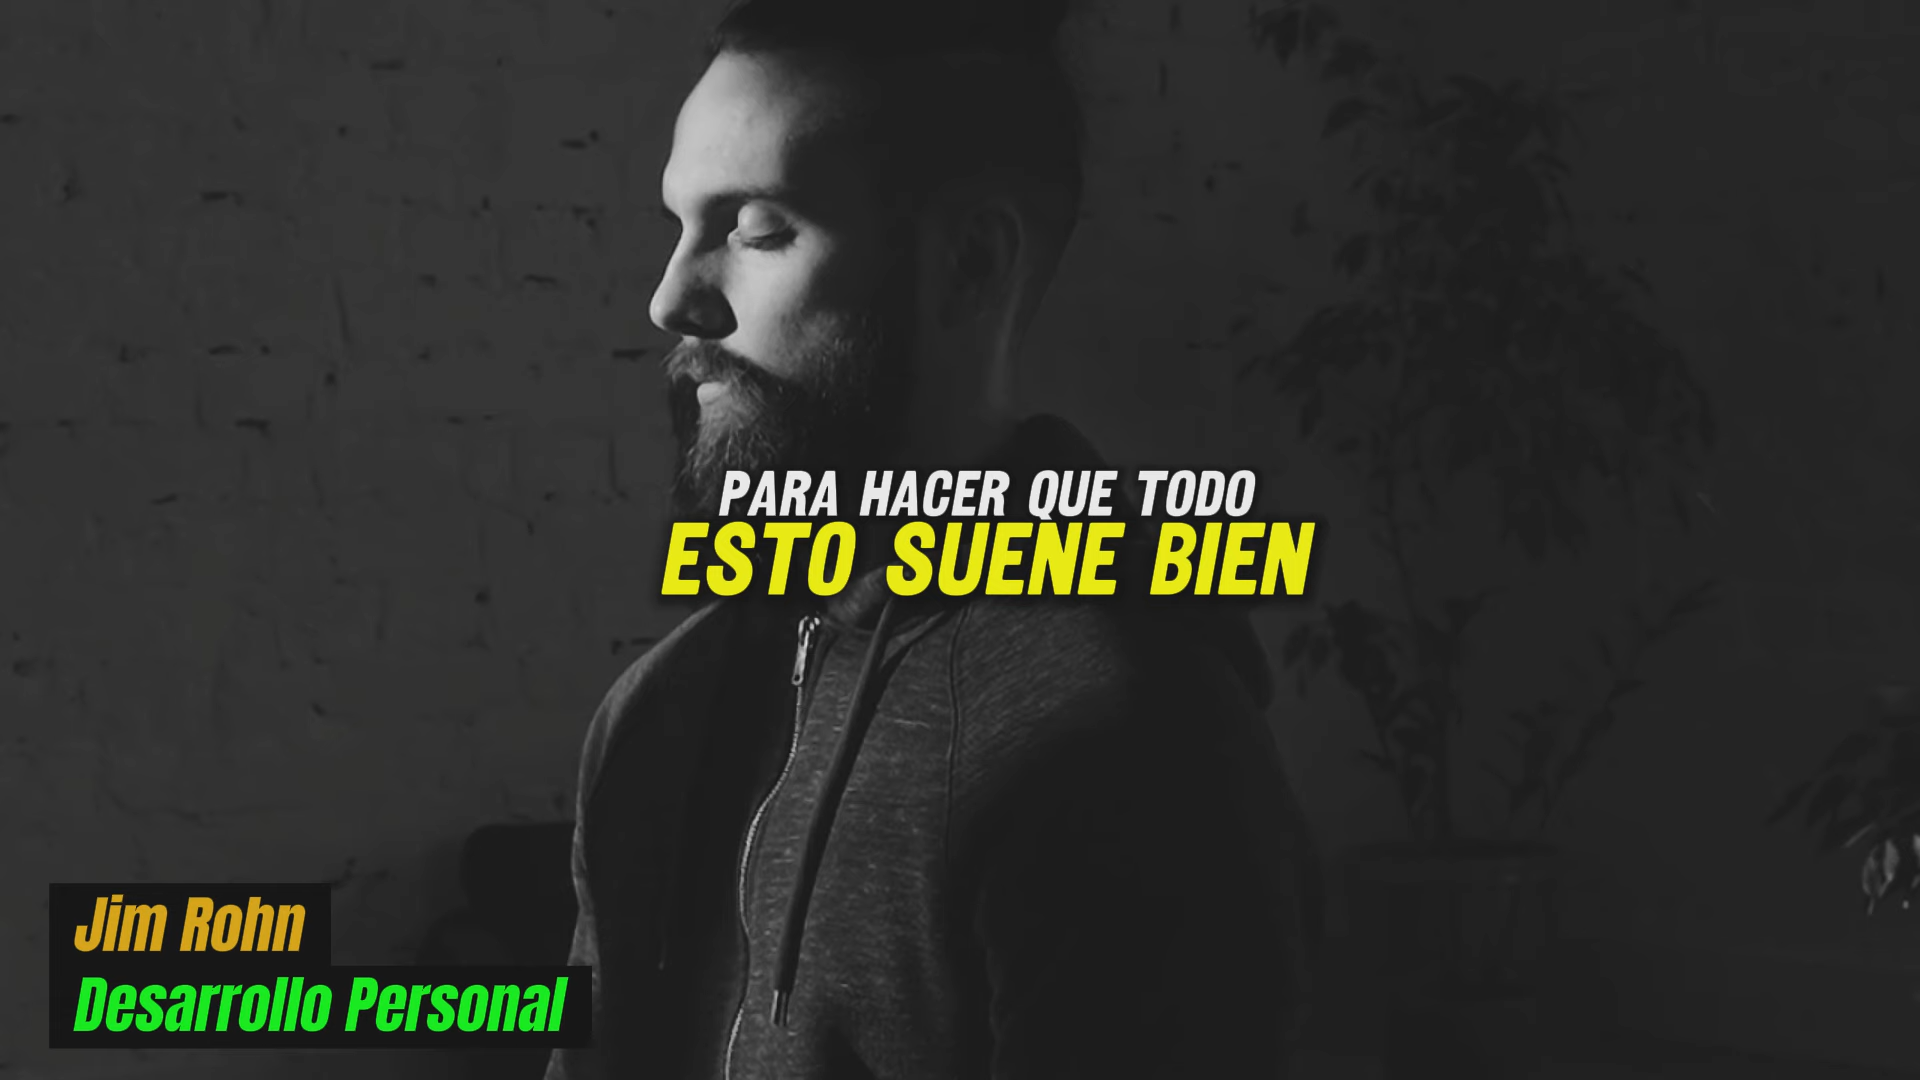 PARA HACER QUE TODO
ESTO SUENE BIEN
Jim Rohn
Desarrollo Personal